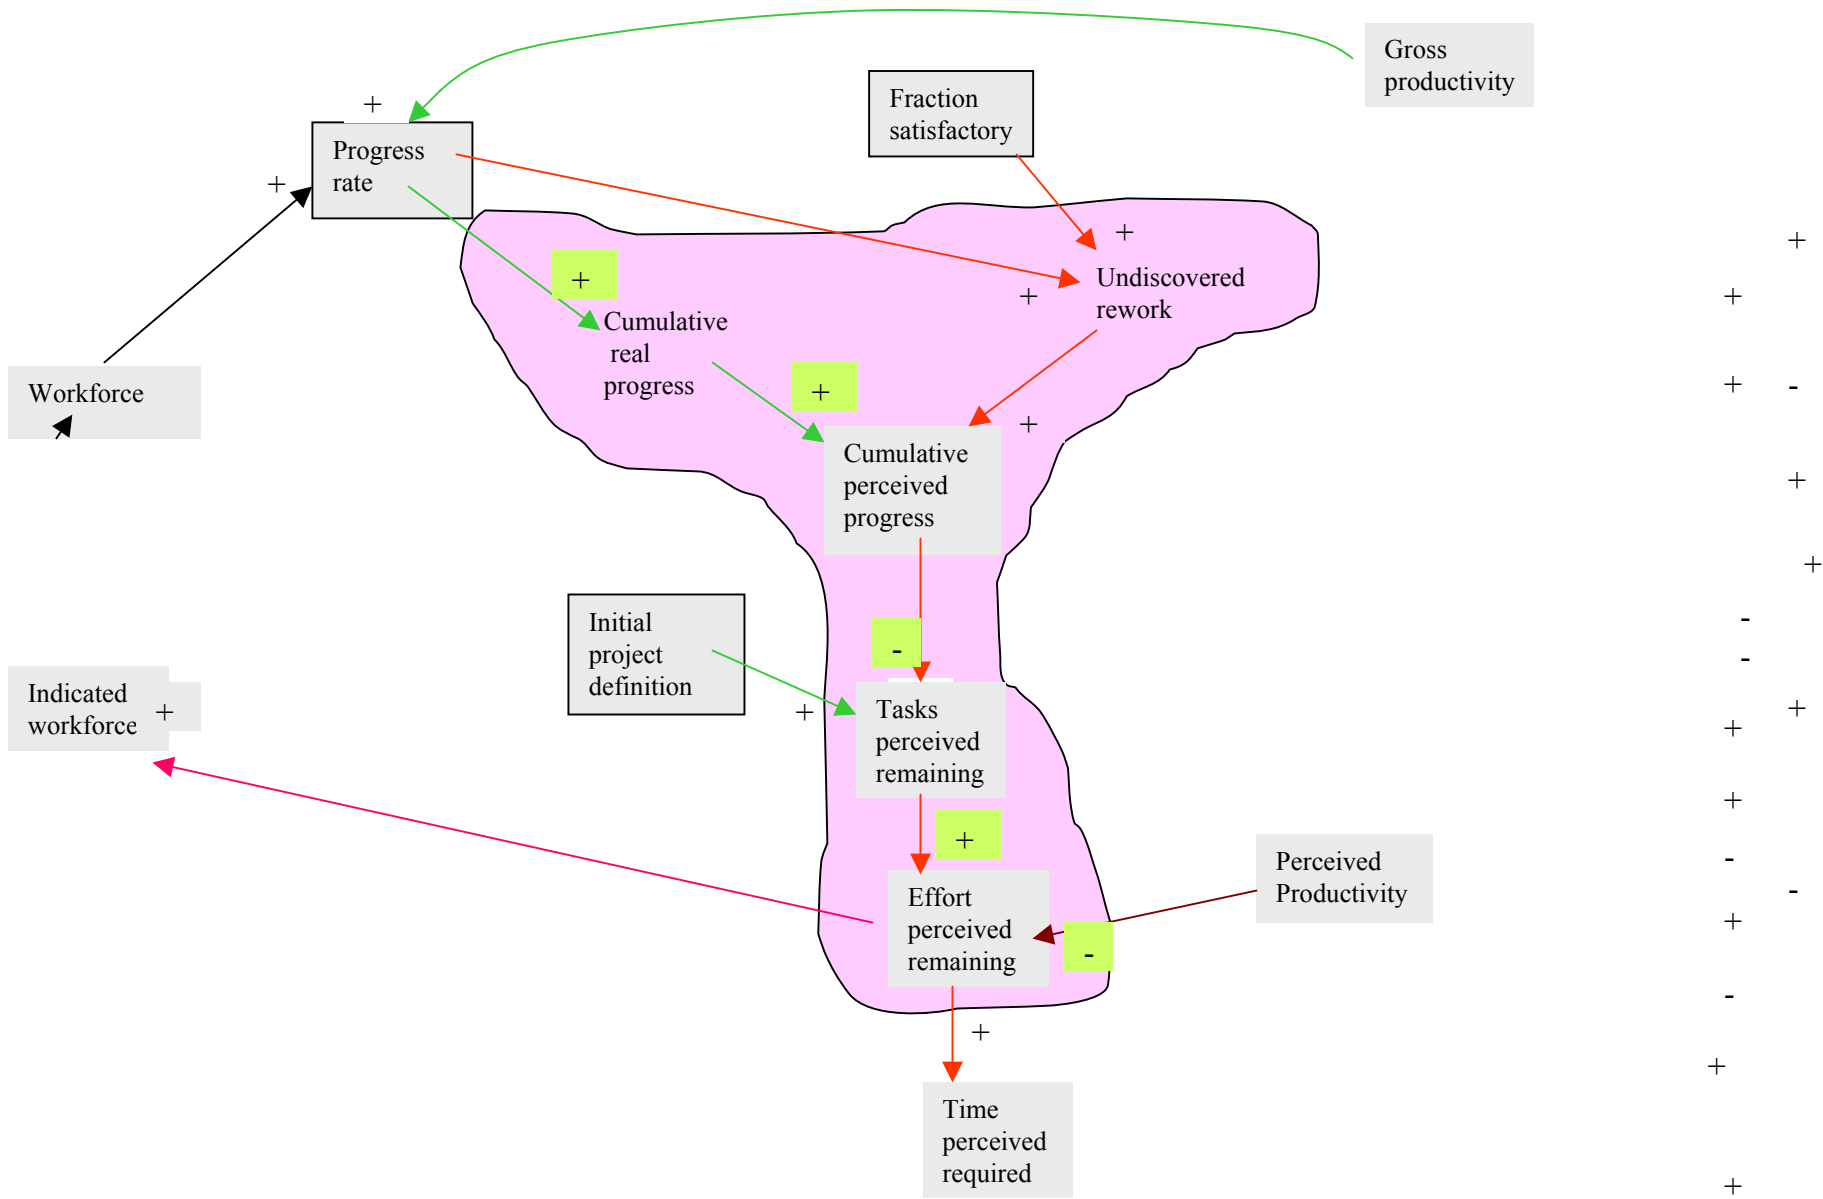 Gross
productivity
Fraction
satisfactory
+
Progress
rate
+
+
+
Undiscovered
rework
+
+
Cumulative
real
progress
+
+
Workforce
+
Cumulative
perceived
progress
Initial
project
definition
-
Indicated
workforce
+
+
Tasks
perceived
remaining
+
Perceived
Productivity
Effort
perceived
remaining
-
+
Time
perceived
required
+
+
+
-
+
+
-
-
+
+
+
-
-
+
-
+
+